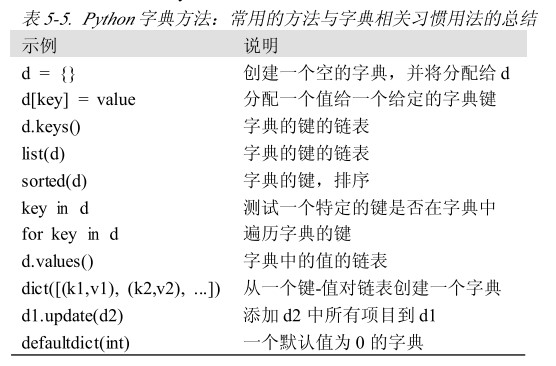 表 5-5. Python 字典方法：常用的方法与字典相关习惯用法的总结
示例 说明
d = {} 创建一个空的字典，并将分配给 d
d[key] = value 分配一个值给一个给定的字典键
d.keys() 字典的键的链表
list(d) 字典的键的链表
sorted(d) 字典的键，排序
key in d 测试一个特定的键是否在字典中
for key in d 遍历字典的键
d.values() 字典中的值的链表
dict([(k1,v1), (k2,v2), ...]) 从一个键-值对链表创建一个字典
d1.update(d2) 添加 d2 中所有项目到 d1
defaultdict(int) 一个默认值为 0 的字典